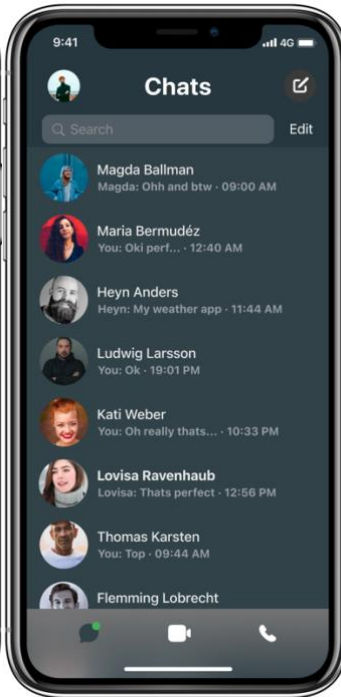 9:41
4G
Chats
Search
Edit
Magda Ballman
Magda: Ohh and btw · 09:00 AM
Maria Bermudéz
You: Oki perf... · 12:40 AM
Heyn Anders
Heyn: My weather app · 11:44 AM
Ludwig Larsson
You: Ok · 19:01 PM
Kati Weber
You: Oh really thats... · 10:33 PM
Lovisa Ravenhaub
Lovisa: Thats perfect · 12:56 PM
Thomas Karsten
You: Top · 09:44 AM
Flemming Lobrecht